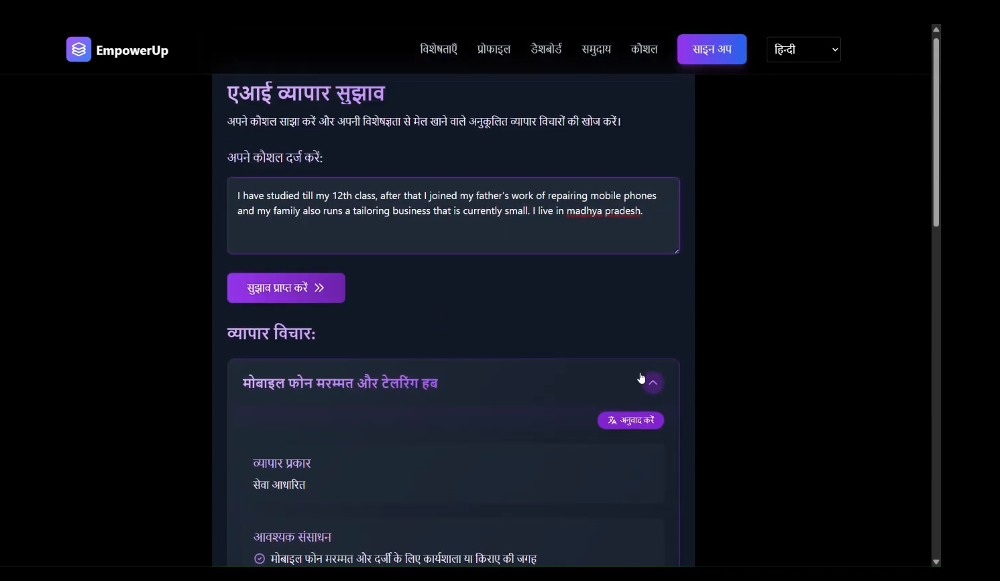 EmpowerUp
विशेषताएँ प्रोफाइल डैशबोर्ड समुदाय कौशल साइन अप हिन्दी
एआई व्यापार सुझाव
अपने कौशल साझा करें और अपनी विशेषज्ञता से मेल खाने वाले अनुकूलित व्यापार विचारों की खोज करें।
अपने कौशल दर्ज करें:
I have studied till my 12th class, after that I joined my father's work of repairing mobile phones
and my family also runs a tailoring business that is currently small. I live in madhya pradesh.
सुझाव प्राप्त करें
व्यापार विचार:
मोबाइल फोन मरम्मत और टेलरिंग हब
अनुवाद करें
व्यापार प्रकार
सेवा आधारित
आवश्यक संसाधन
मोबाइल फोन मरम्मत और दर्जी के लिए कार्यशाला या किराए की जगह